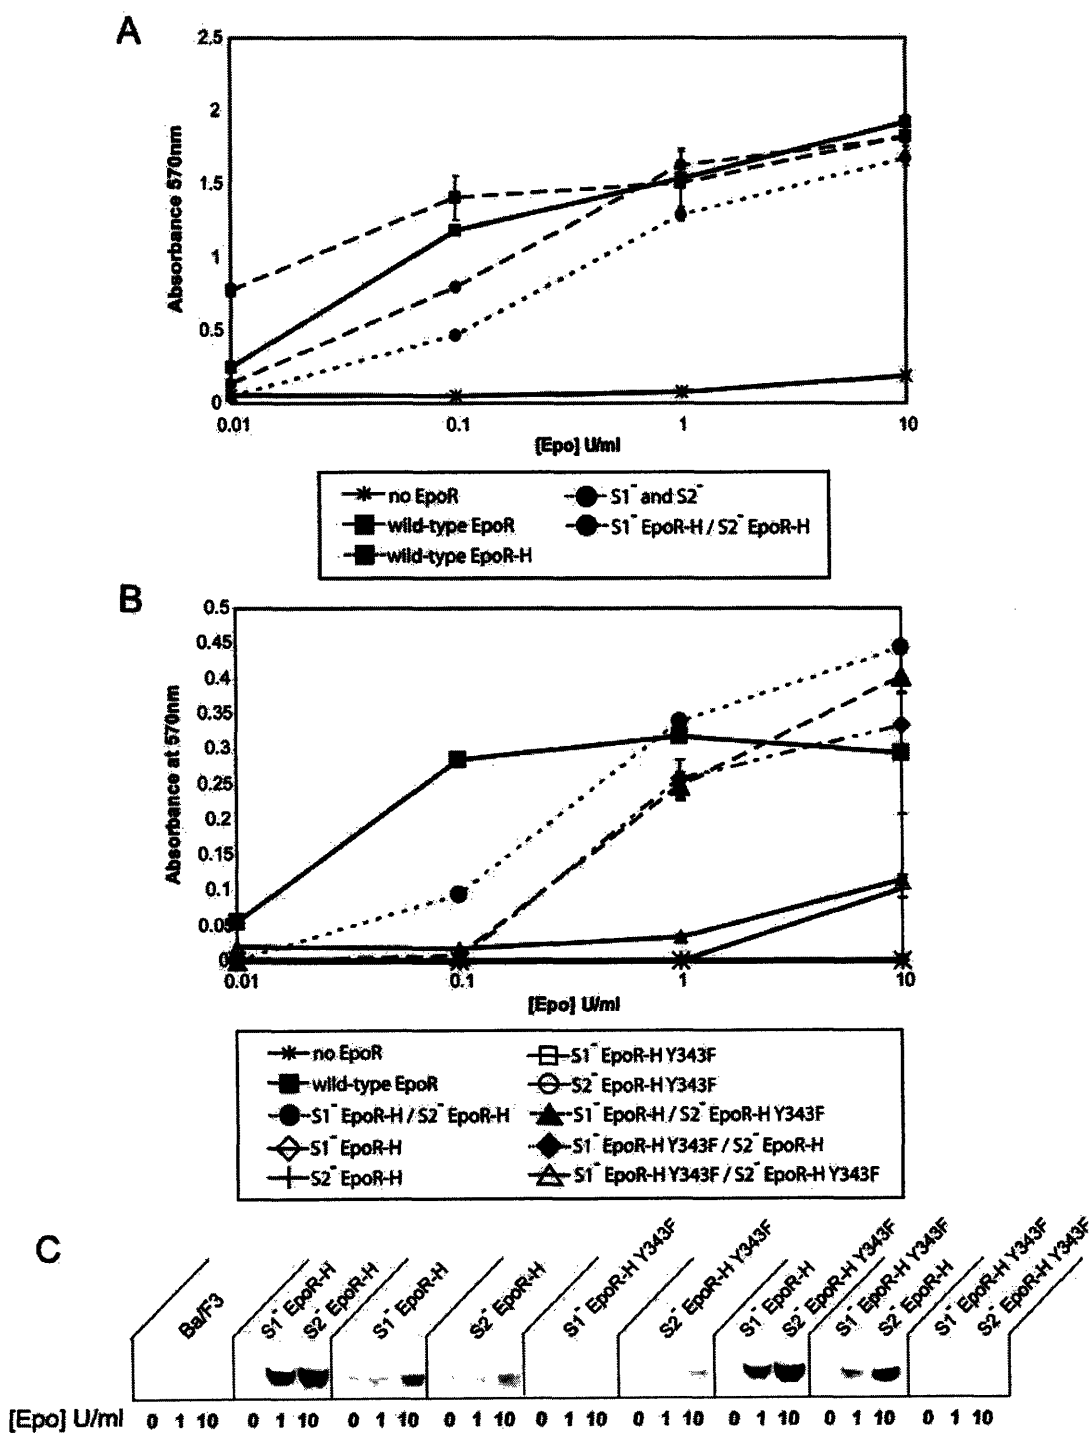 A
2.5
2
1.5
1
0.5
0
Absorbance 570nm
0.01 0.1 1 10
[Epo] U/ml
no EpoR
wild-type EpoR
wild-type EpoR-H
S1⁻ and S2⁻
S1⁻ EpoR-H / S2⁻ EpoR-H
B
0.5
0.45
0.4
0.35
0.3
0.25
0.2
0.15
0.1
0.05
0
Absorbance at 570nm
0.01 0.1 1 10
[Epo] U/ml
no EpoR
wild-type EpoR
S1⁻ EpoR-H / S2⁻ EpoR-H
S1⁻ EpoR-H
S2⁻ EpoR-H
S1⁻ EpoR-H Y343F
S2⁻ EpoR-H Y343F
S1⁻ EpoR-H / S2⁻ EpoR-H Y343F
S1⁻ EpoR-H Y343F / S2⁻ EpoR-H
S1⁻ EpoR-H Y343F / S2⁻ EpoR-H Y343F
C
Ba/F3
S1⁻ EpoR-H
S2⁻ EpoR-H
S1⁻ EpoR-H
S2⁻ EpoR-H
S1⁻ EpoR-H Y343F
S2⁻ EpoR-H Y343F
S1⁻ EpoR-H
S2⁻ EpoR-H Y343F
S1⁻ EpoR-H Y343F
S2⁻ EpoR-H
S1⁻ EpoR-H Y343F
S2⁻ EpoR-H Y343F
[Epo] U/ml 0 1 10 0 1 10 0 1 10 0 1 10 0 1 10 0 1 10 0 1 10 0 1 10 0 1 10